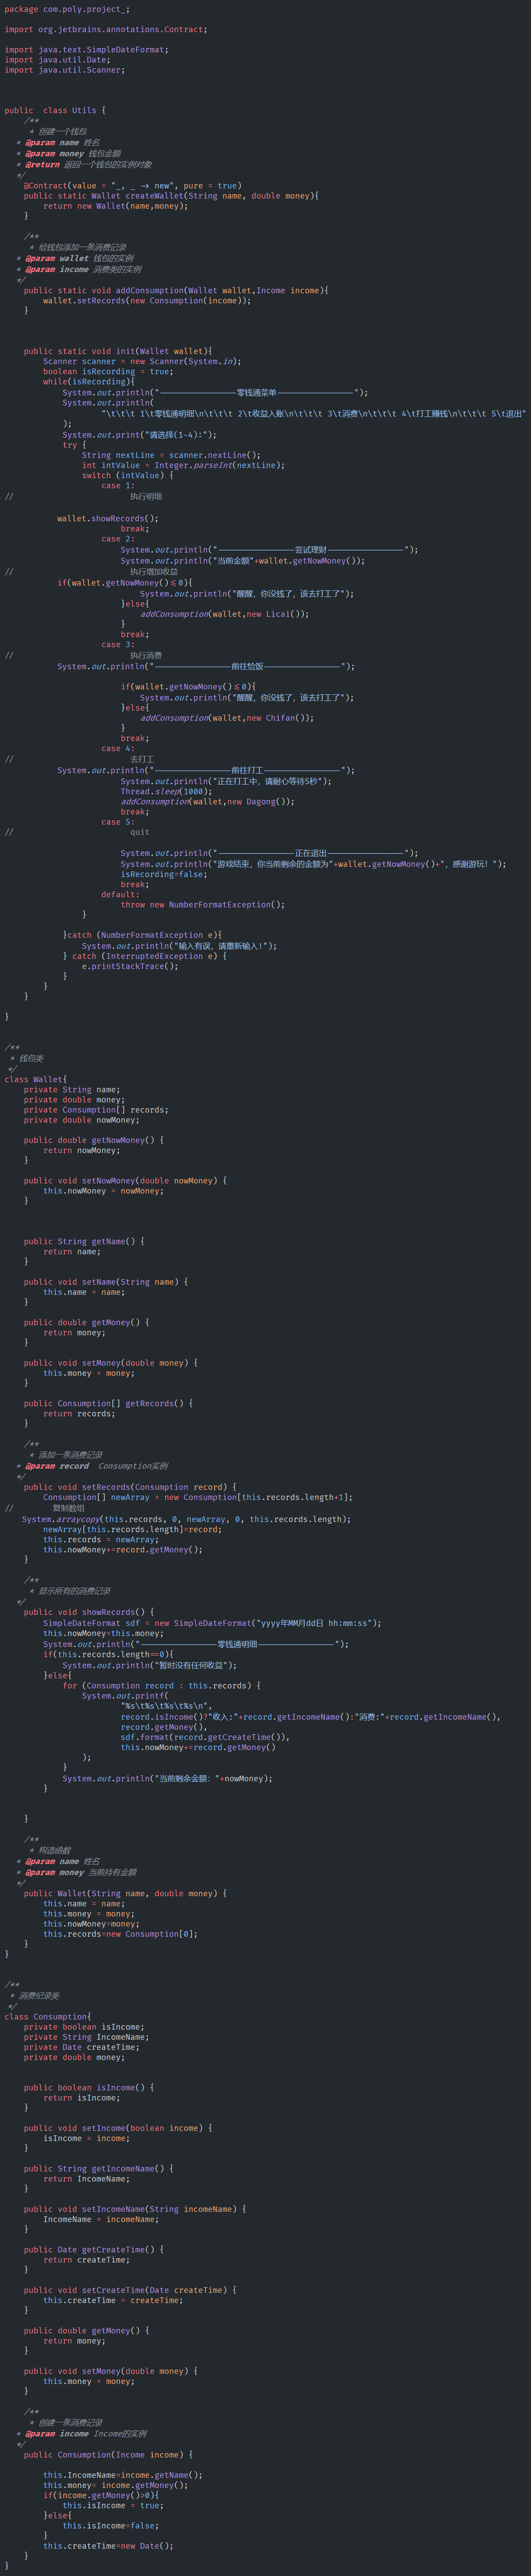 package com.poly.project_;
import org.jetbrains.annotations.Contract;
import java.text.SimpleDateFormat;
import java.util.Date;
import java.util.Scanner;
public  class Utils {
    /**
     * 创建一个钱包
  * @param name 姓名
  * @param money 钱包金额
  * @return 返回一个钱包的实例对象
  */
    @Contract(value = "_, _ -> new", pure = true)
    public static Wallet createWallet(String name, double money){
        return new Wallet(name,money);
    }
    /**
     * 给钱包添加一条消费记录
  * @param wallet 钱包的实例
  * @param income 消费类的实例
  */
    public static void addConsumption(Wallet wallet,Income income){
        wallet.setRecords(new Consumption(income));
    }
    public static void init(Wallet wallet){
        Scanner scanner = new Scanner(System.in);
        boolean isRecording = true;
        while(isRecording){
            System.out.println("----------------零钱通菜单----------------");
            System.out.println(
                    "\t\t\t 1\t零钱通明细\n\t\t\t 2\t收益入账\n\t\t\t 3\t消费\n\t\t\t 4\t打工赚钱\n\t\t\t 5\t退出"
            );
            System.out.print("请选择(1-4):");
            try {
                String nextLine = scanner.nextLine();
                int intValue = Integer.parseInt(nextLine);
                switch (intValue) {
                    case 1:
//                        执行明细
           wallet.showRecords();
                        break;
                    case 2:
                        System.out.println("----------------尝试理财----------------");
                        System.out.println("当前金额"+wallet.getNowMoney());
//                        执行增加收益
           if(wallet.getNowMoney()<=0){
                            System.out.println("醒醒，你没钱了，该去打工了");
                        }else{
                            addConsumption(wallet,new Licai());
                        }
                        break;
                    case 3:
//                        执行消费
           System.out.println("----------------前往恰饭----------------");
                        if(wallet.getNowMoney()<=0){
                            System.out.println("醒醒，你没钱了，该去打工了");
                        }else{
                            addConsumption(wallet,new Chifan());
                        }
                        break;
                    case 4:
//                        去打工
           System.out.println("----------------前往打工----------------");
                        System.out.println("正在打工中，请耐心等待5秒");
                        Thread.sleep(1000);
                        addConsumption(wallet,new Dagong());
                        break;
                    case 5:
//                        quit
                        System.out.println("----------------正在退出----------------");
                        System.out.println("游戏结束，你当前剩余的金额为"+wallet.getNowMoney()+"，感谢游玩！");
                        isRecording=false;
                        break;
                    default:
                        throw new NumberFormatException();
                }
            }catch (NumberFormatException e){
                System.out.println("输入有误，请重新输入!");
            } catch (InterruptedException e) {
                e.printStackTrace();
            }
        }
    }
}
/**
 * 钱包类
 */
class Wallet{
    private String name;
    private double money;
    private Consumption[] records;
    private double nowMoney;
    public double getNowMoney() {
        return nowMoney;
    }
    public void setNowMoney(double nowMoney) {
        this.nowMoney = nowMoney;
    }
    public String getName() {
        return name;
    }
    public void setName(String name) {
        this.name = name;
    }
    public double getMoney() {
        return money;
    }
    public void setMoney(double money) {
        this.money = money;
    }
    public Consumption[] getRecords() {
        return records;
    }
    /**
     * 添加一条消费记录
  * @param record  Consumption实例
  */
    public void setRecords(Consumption record) {
        Consumption[] newArray = new Consumption[this.records.length+1];
//        复制数组
   System.arraycopy(this.records, 0, newArray, 0, this.records.length);
        newArray[this.records.length]=record;
        this.records = newArray;
        this.nowMoney+=record.getMoney();
    }
    /**
     * 显示所有的消费记录
  */
    public void showRecords() {
        SimpleDateFormat sdf = new SimpleDateFormat("yyyy年MM月dd日 hh:mm:ss");
        this.nowMoney=this.money;
        System.out.println("----------------零钱通明细----------------");
        if(this.records.length==0){
            System.out.println("暂时没有任何收益");
        }else{
            for (Consumption record : this.records) {
                System.out.printf(
                        "%s\t%s\t%s\t%s\n",
                        record.isIncome()?"收入:"+record.getIncomeName():"消费:"+record.getIncomeName(),
                        record.getMoney(),
                        sdf.format(record.getCreateTime()),
                        this.nowMoney+=record.getMoney()
                );
            }
            System.out.println("当前剩余金额: "+nowMoney);
        }
    }
    /**
     * 构造函数
  * @param name 姓名
  * @param money 当前持有金额
  */
    public Wallet(String name, double money) {
        this.name = name;
        this.money = money;
        this.nowMoney=money;
        this.records=new Consumption[0];
    }
}
/**
 * 消费纪录类
 */
class Consumption{
    private boolean isIncome;
    private String IncomeName;
    private Date createTime;
    private double money;
    public boolean isIncome() {
        return isIncome;
    }
    public void setIncome(boolean income) {
        isIncome = income;
    }
    public String getIncomeName() {
        return IncomeName;
    }
    public void setIncomeName(String incomeName) {
        IncomeName = incomeName;
    }
    public Date getCreateTime() {
        return createTime;
    }
    public void setCreateTime(Date createTime) {
        this.createTime = createTime;
    }
    public double getMoney() {
        return money;
    }
    public void setMoney(double money) {
        this.money = money;
    }
    /**
     * 创建一条消费记录
  * @param income Income的实例
  */
    public Consumption(Income income) {
        this.IncomeName=income.getName();
        this.money= income.getMoney();
        if(income.getMoney()>0){
            this.isIncome = true;
        }else{
            this.isIncome=false;
        }
        this.createTime=new Date();
    }
}